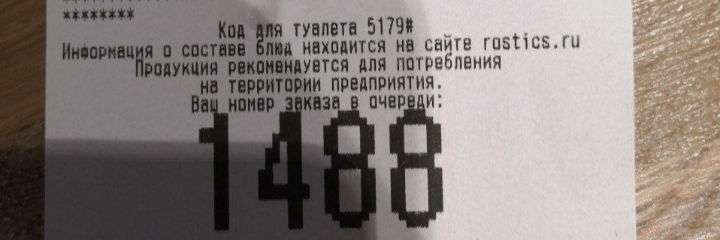 ********
Код для туалета 5179#
Информация о составе блюд находится на сайте rostics.ru
Продукция рекомендуется для потребления
на территории предприятия.
Ваш номер заказа в очереди:
1488